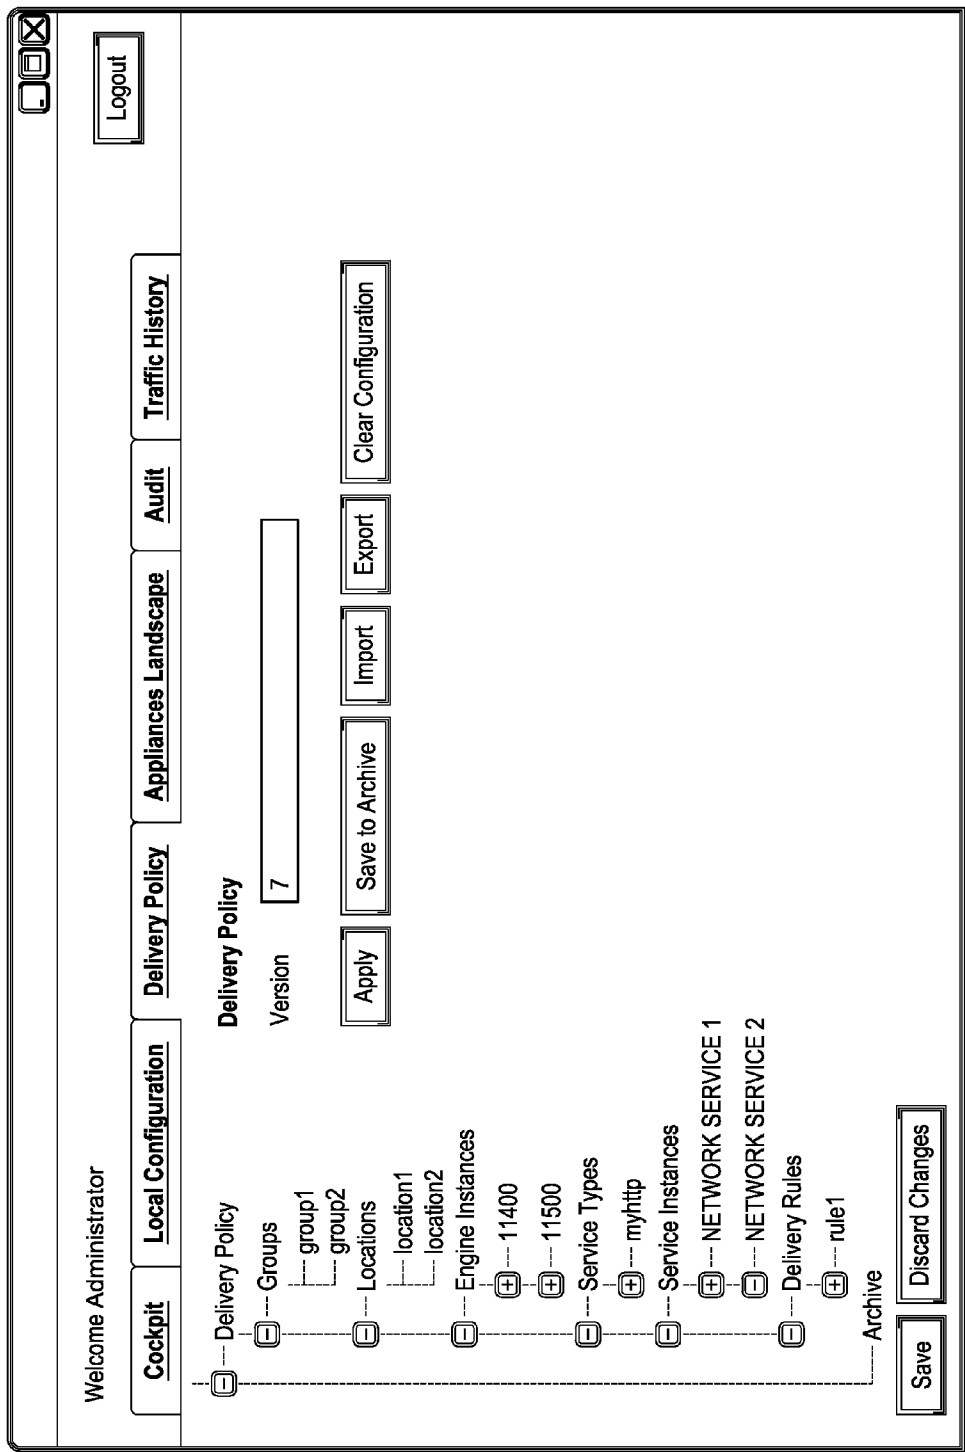 Welcome Administrator
Logout
Cockpit Local Configuration Delivery Policy Appliances Landscape Audit Traffic History
Delivery Policy
Groups
group1
group2
Locations
location1
location2
Engine Instances
11400
11500
Service Types
myhttp
Service Instances
NETWORK SERVICE 1
NETWORK SERVICE 2
Delivery Rules
rule1
Archive
Delivery Policy
Version 7
Apply Save to Archive Import Export Clear Configuration
Save Discard Changes